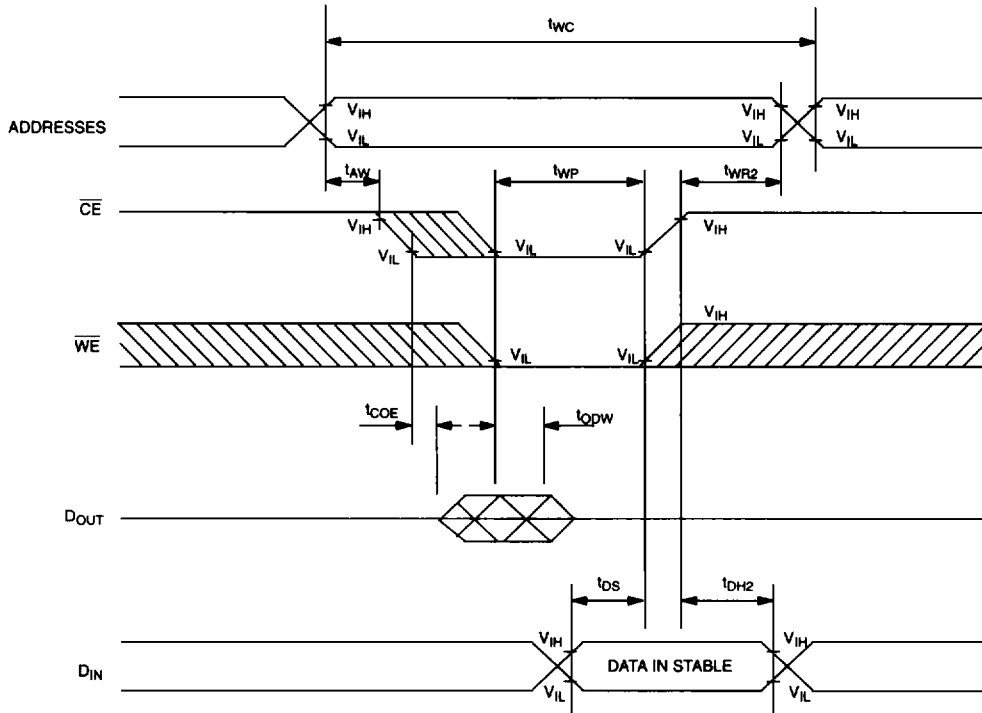 tWC
ADDRESSES
VIH VIH VIH
VIL VIL VIL
tAW tWP tWR2
CE
VIH VIH
VIL VIL VIL
VIH
WE
VIL VIL
tCOE tODW
DOUT
tDS tDH2
VIH VIH
DIN DATA IN STABLE
VIL VIL